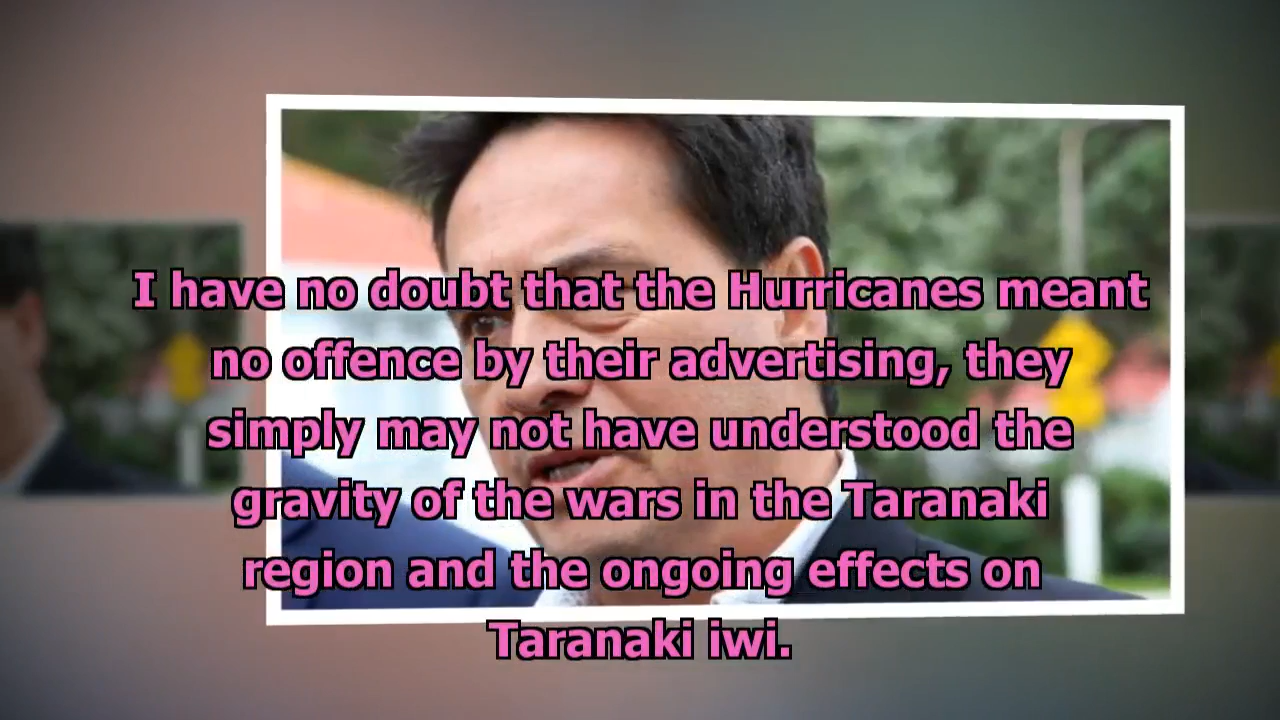 I have no doubt that the Hurricanes meant
no offence by their advertising, they
simply may not have understood the
gravity of the wars in the Taranaki
region and the ongoing effects on
Taranaki iwi.